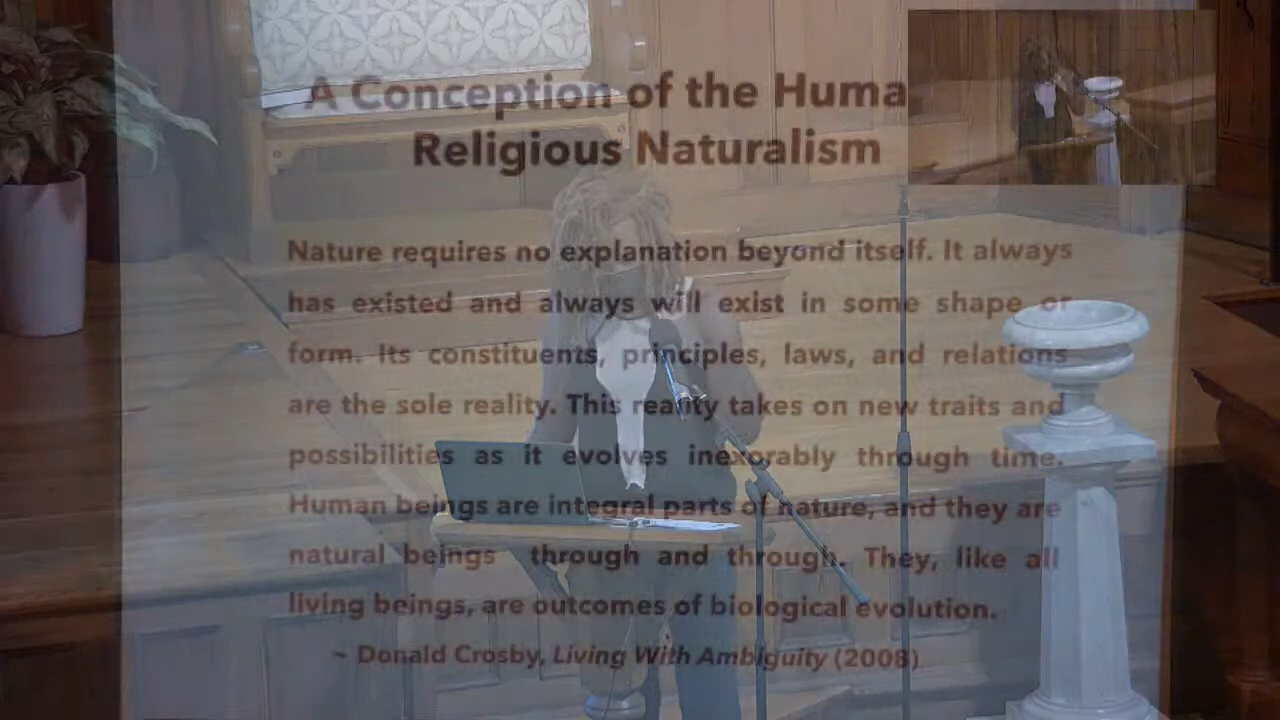 A Conception of the Huma
Religious Naturalism
Nature requires no explanation beyond itself. It always
has existed and always will exist in some shape or
form. Its constituents, principles, laws, and relations
are the sole reality. This reality takes on new traits and
possibilities as it evolves inexorably through time.
Human beings are integral parts of nature, and they are
natural beings through and through. They, like all
living beings, are outcomes of biological evolution.
~ Donald Crosby, Living With Ambiguity (2008)